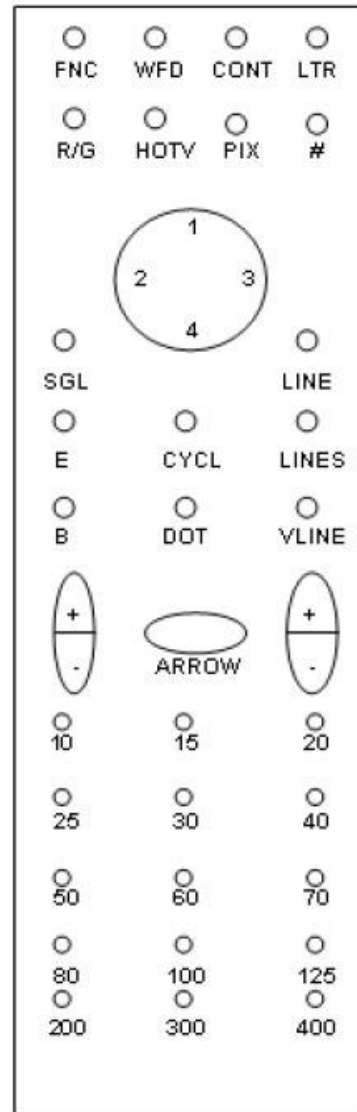 FNC WFD CONT LTR
R/G HOTV PIX #
1
2 3
4
SGL LINE
E CYCL LINES
B DOT VLINE
+ +
- -
ARROW
10 15 20
25 30 40
50 60 70
80 100 125
200 300 400